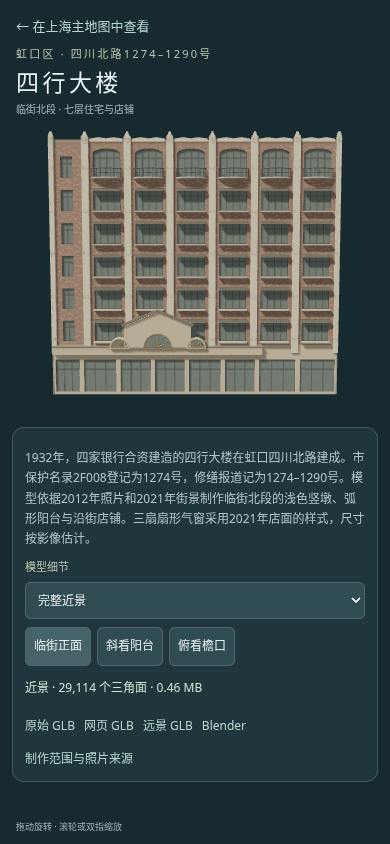 ← 在上海主地图中查看
虹口区 · 四川北路1274–1290号
四行大楼
临街北段 · 七层住宅与店铺
1932年，四家银行合资建造的四行大楼在虹口四川北路建成。市
保护名录2F008登记为1274号，修缮报道记为1274–1290号。模
型依据2012年照片和2021年街景制作临街北段的浅色竖墩、弧
形阳台与沿街店铺。三扇扇形气窗采用2021年店面的样式，尺寸
按影像估计。
模型细节
完整近景
临街正面 斜看阳台 俯看檐口
近景 · 29,114 个三角面 · 0.46 MB
原始 GLB 网页 GLB 远景 GLB Blender
制作范围与照片来源
拖动旋转 · 滚轮或双指缩放